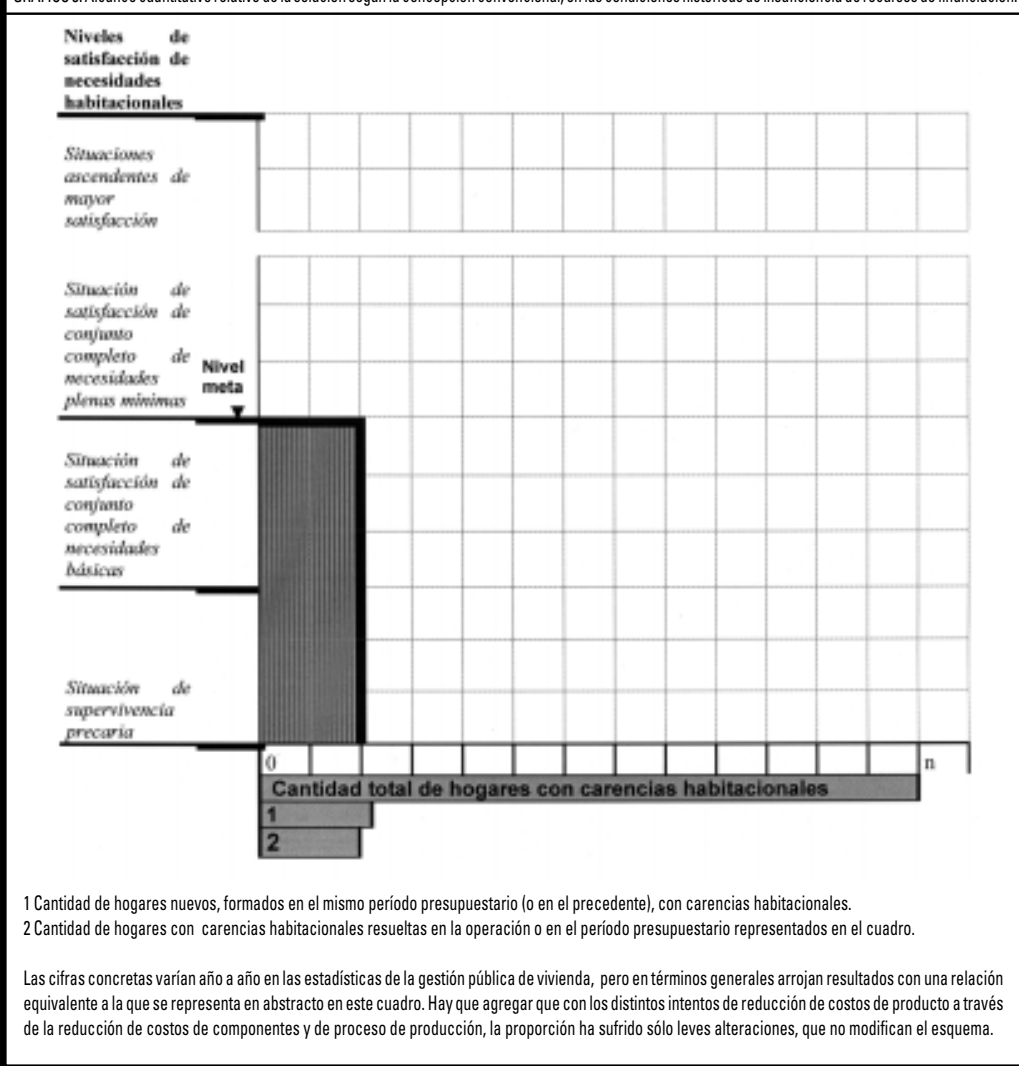 Niveles de
satisfacción de
necesidades
habitacionales
Situaciones
ascendentes de
mayor
satisfacción
Situación de
satisfacción de
conjunto
completo de
necesidades
plenas mínimas
Nivel
meta
Situación de
satisfacción de
conjunto
completo de
necesidades
básicas
Situación de
supervivencia
precaria
0 n
Cantidad total de hogares con carencias habitacionales
1
2
1 Cantidad de hogares nuevos, formados en el mismo período presupuestario (o en el precedente), con carencias habitacionales.
2 Cantidad de hogares con carencias habitacionales resueltas en la operación o en el período presupuestario representados en el cuadro.
Las cifras concretas varían año a año en las estadísticas de la gestión pública de vivienda, pero en términos generales arrojan resultados con una relación
equivalente a la que se representa en abstracto en este cuadro. Hay que agregar que con los distintos intentos de reducción de costos de producto a través
de la reducción de costos de componentes y de proceso de producción, la proporción ha sufrido sólo leves alteraciones, que no modifican el esquema.